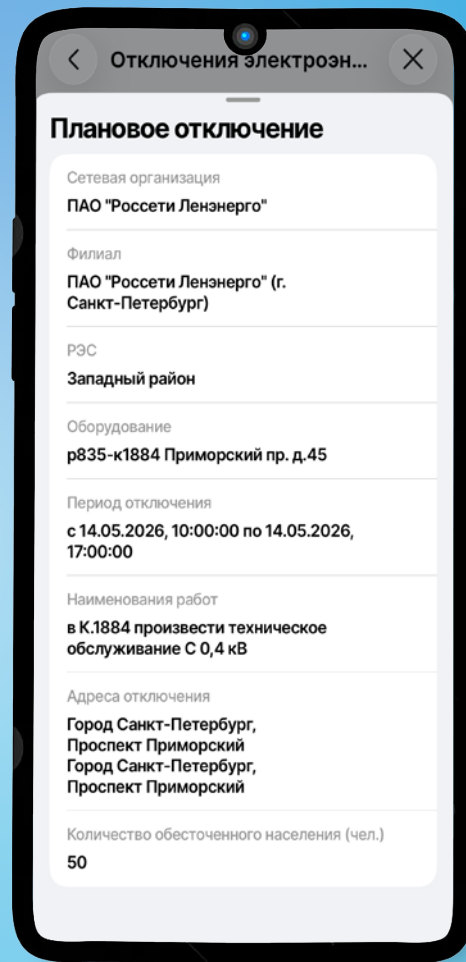 Отключения электроэн...
Плановое отключение
Сетевая организация
ПАО "Россети Ленэнерго"
Филиал
ПАО "Россети Ленэнерго" (г.
Санкт-Петербург)
РЭС
Западный район
Оборудование
р835-к1884 Приморский пр. д.45
Период отключения
с 14.05.2026, 10:00:00 по 14.05.2026,
17:00:00
Наименования работ
в К.1884 произвести техническое
обслуживание С 0,4 кВ
Адреса отключения
Город Санкт-Петербург,
Проспект Приморский
Город Санкт-Петербург,
Проспект Приморский
Количество обесточенного населения (чел.)
50